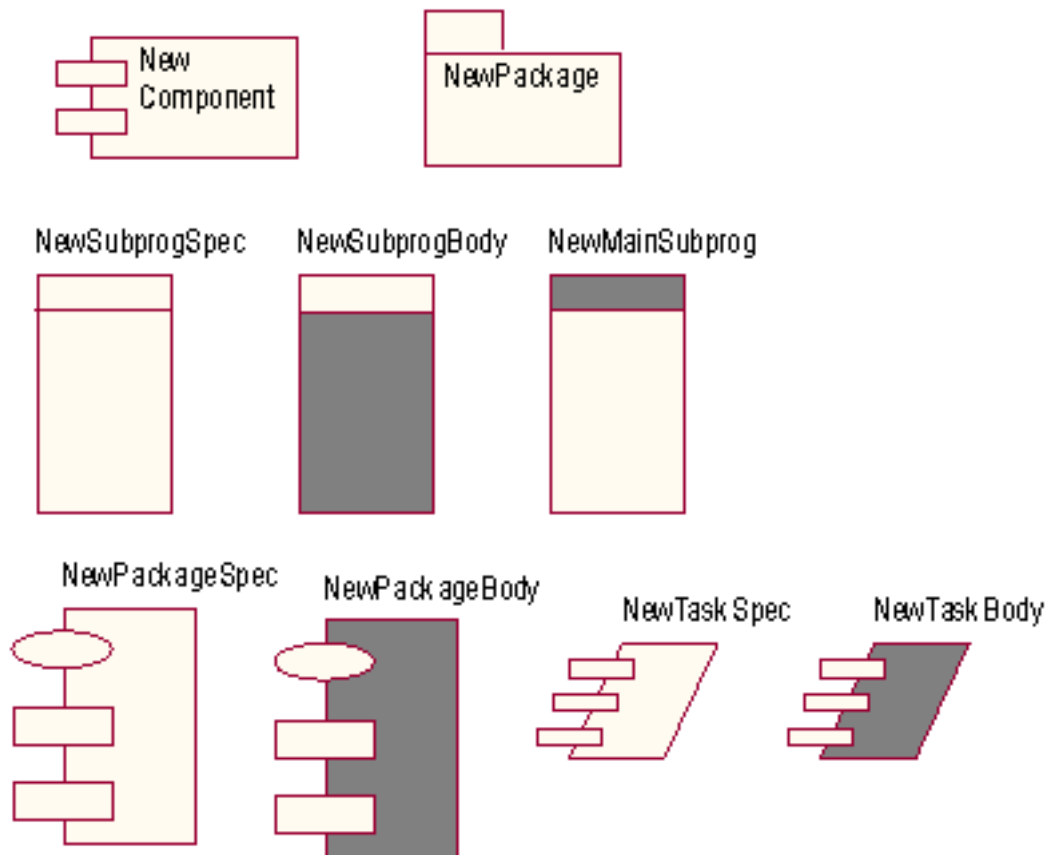 New
Component
NewPackage
NewSubprogSpec
NewSubprogBody
NewMainSubprog
NewPackageSpec
NewPackageBody
NewTaskSpec
NewTaskBody